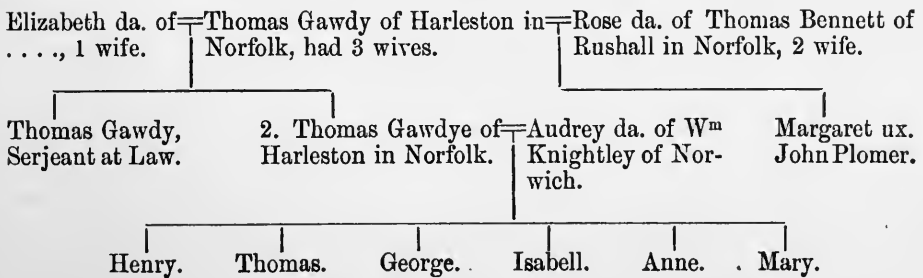 Elizabeth da. of Thomas Gawdy of Harleston in Rose da. of Thomas Bennett of
. . . ., 1 wife. Norfolk, had 3 wives. Rushall in Norfolk, 2 wife.
Thomas Gawdy, 2. Thomas Gawdye of Audrey da. of Wm Margaret ux.
Serjeant at Law. Harleston in Norfolk. Knightley of Nor- John Plomer.
wich.
Henry. Thomas. George. Isabell. Anne. Mary.